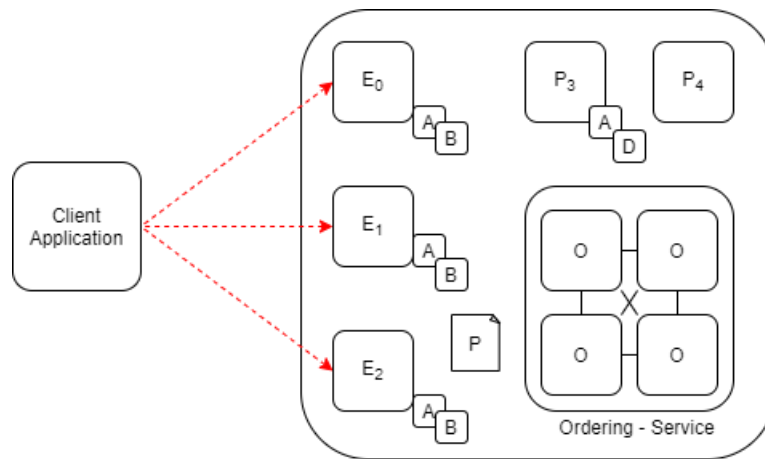 E₀
A
B
P₃
A
D
P₄
Client
Application
E₁
A
B
P
E₂
A
B
O
O
O
O
Ordering - Service